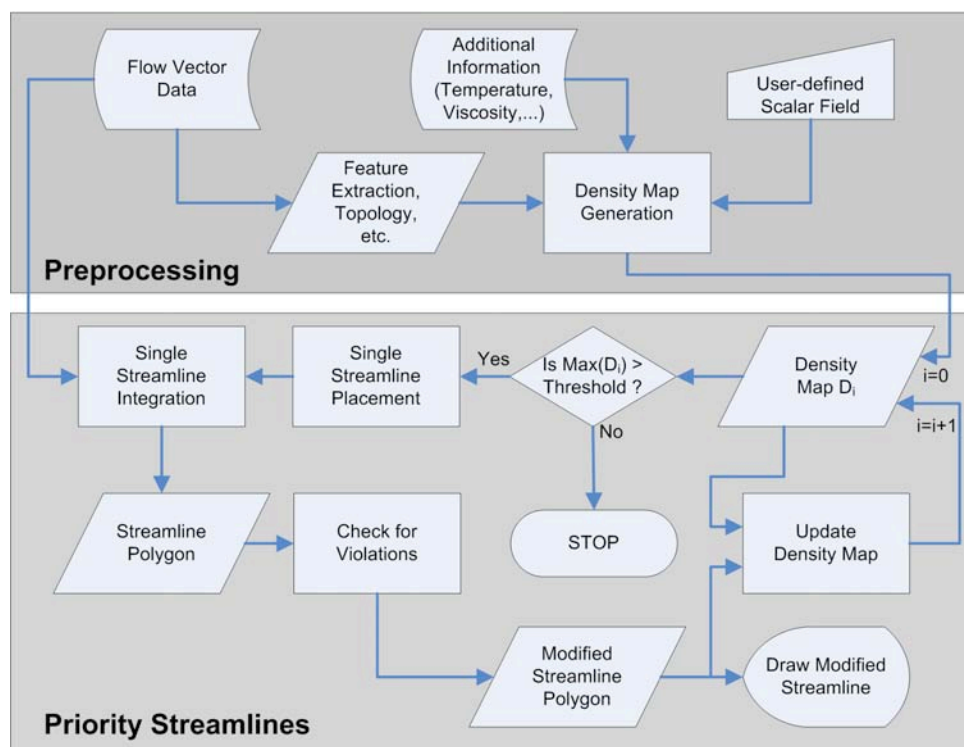 Flow Vector
Data
Additional
Information
(Temperature,
Viscosity,...)
User-defined
Scalar Field
Feature
Extraction,
Topology,
etc.
Density Map
Generation
Preprocessing
Single
Streamline
Integration
Single
Streamline
Placement
Yes
Is Max(Dᵢ) >
Threshold ?
No
Density
Map Dᵢ
i=0
i=i+1
Streamline
Polygon
Check for
Violations
STOP
Update
Density Map
Modified
Streamline
Polygon
Draw Modified
Streamline
Priority Streamlines